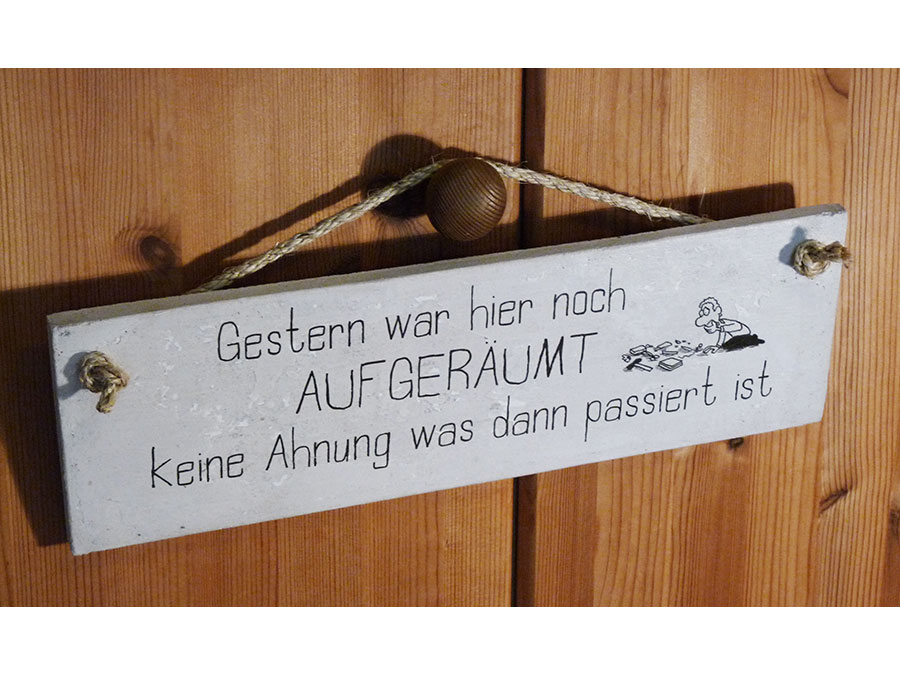 Gestern war hier noch
AUFGERÄUMT
keine Ahnung was dann passiert ist